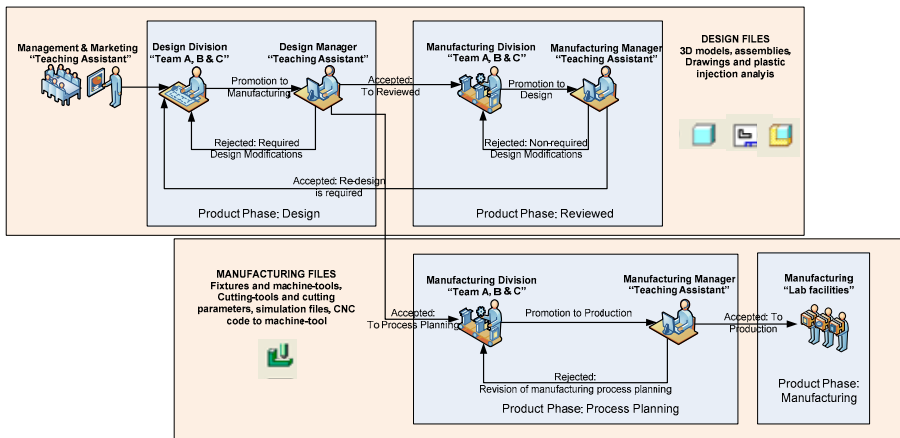 Management & Marketing
"Teaching Assistant"
Design Division
"Team A, B & C"
Promotion to
Manufacturing
Design Manager
"Teaching Assistant"
Accepted:
To Reviewed
Rejected: Required
Design Modifications
Manufacturing Division
"Team A, B & C"
Promotion to
Design
Manufacturing Manager
"Teaching Assistant"
Rejected: Non-required
Design Modifications
Accepted: Re-design
is required
Product Phase: Design
Product Phase: Reviewed
DESIGN FILES
3D models, assemblies,
Drawings and plastic
injection analyis
MANUFACTURING FILES
Fixtures and machine-tools,
Cutting-tools and cutting
parameters, simulation files, CNC
code to machine-tool
Accepted:
To Process Planning
Manufacturing Division
"Team A, B & C"
Promotion to Production
Manufacturing Manager
"Teaching Assistant"
Rejected:
Revision of manufacturing process planning
Product Phase: Process Planning
Accepted: To
Production
Manufacturing
"Lab facilities"
Product Phase:
Manufacturing